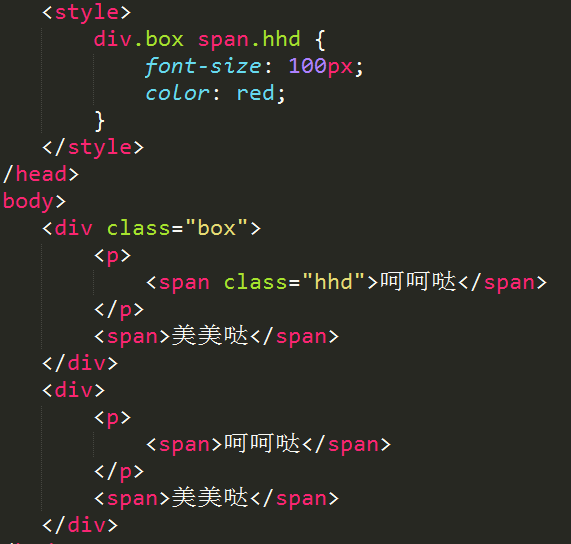 <style>
div.box span.hhd {
font-size: 100px;
color: red;
}
</style>
/head>
body>
<div class="box">
<p>
<span class="hhd">呵呵哒</span>
</p>
<span>美美哒</span>
</div>
<div>
<p>
<span>呵呵哒</span>
</p>
<span>美美哒</span>
</div>